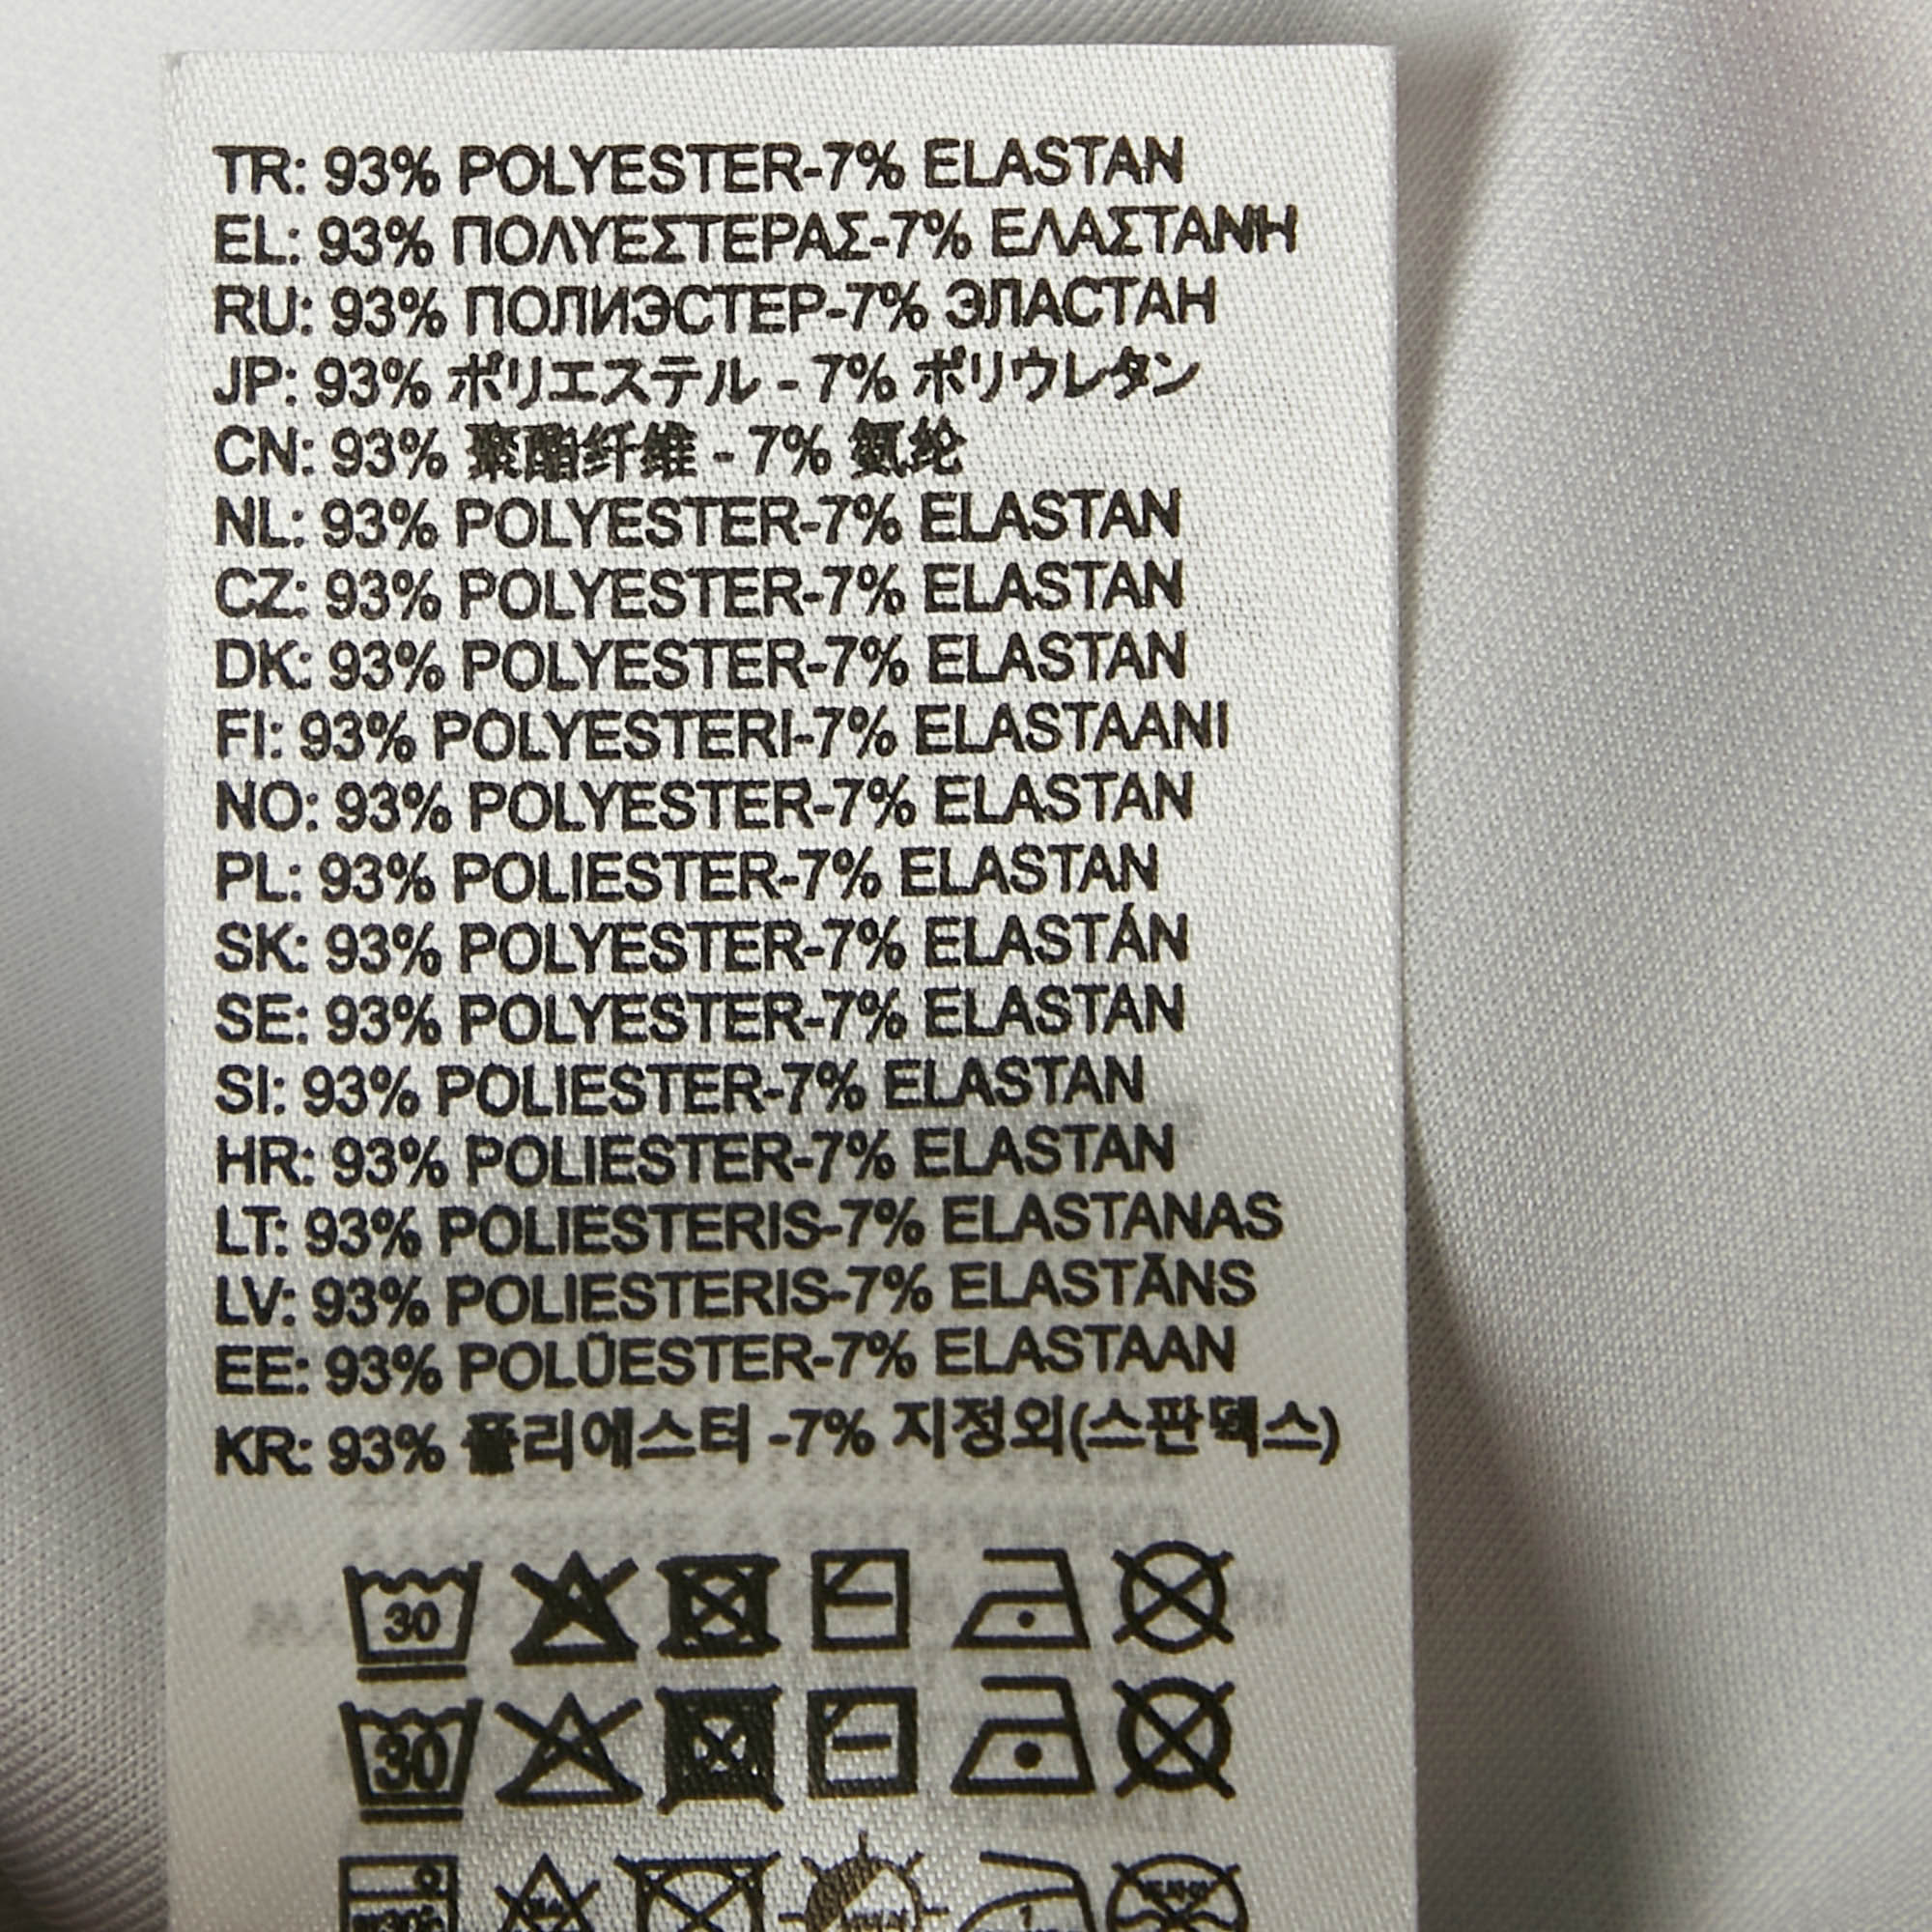 TR: 93% POLYESTER-7% ELASTAN
EL: 93% ΠΟΛΥΕΣΤΕΡΑΣ-7% ΕΛΑΣΤΑΝΗ
RU: 93% ПОЛИЭСТЕР-7% ЭЛАСТАН
JP: 93% ポリエステル - 7% ポリウレタン
CN: 93% 聚酯纤维 - 7% 氨纶
NL: 93% POLYESTER-7% ELASTAN
CZ: 93% POLYESTER-7% ELASTAN
DK: 93% POLYESTER-7% ELASTAN
FI: 93% POLYESTERI-7% ELASTAANI
NO: 93% POLYESTER-7% ELASTAN
PL: 93% POLIESTER-7% ELASTAN
SK: 93% POLYESTER-7% ELASTÁN
SE: 93% POLYESTER-7% ELASTAN
SI: 93% POLIESTER-7% ELASTAN
HR: 93% POLIESTER-7% ELASTAN
LT: 93% POLIESTERIS-7% ELASTANAS
LV: 93% POLIESTERIS-7% ELASTĀNS
EE: 93% POLÜESTER-7% ELASTAAN
KR: 93% 폴리에스터 -7% 지정외(스판덱스)
30
30